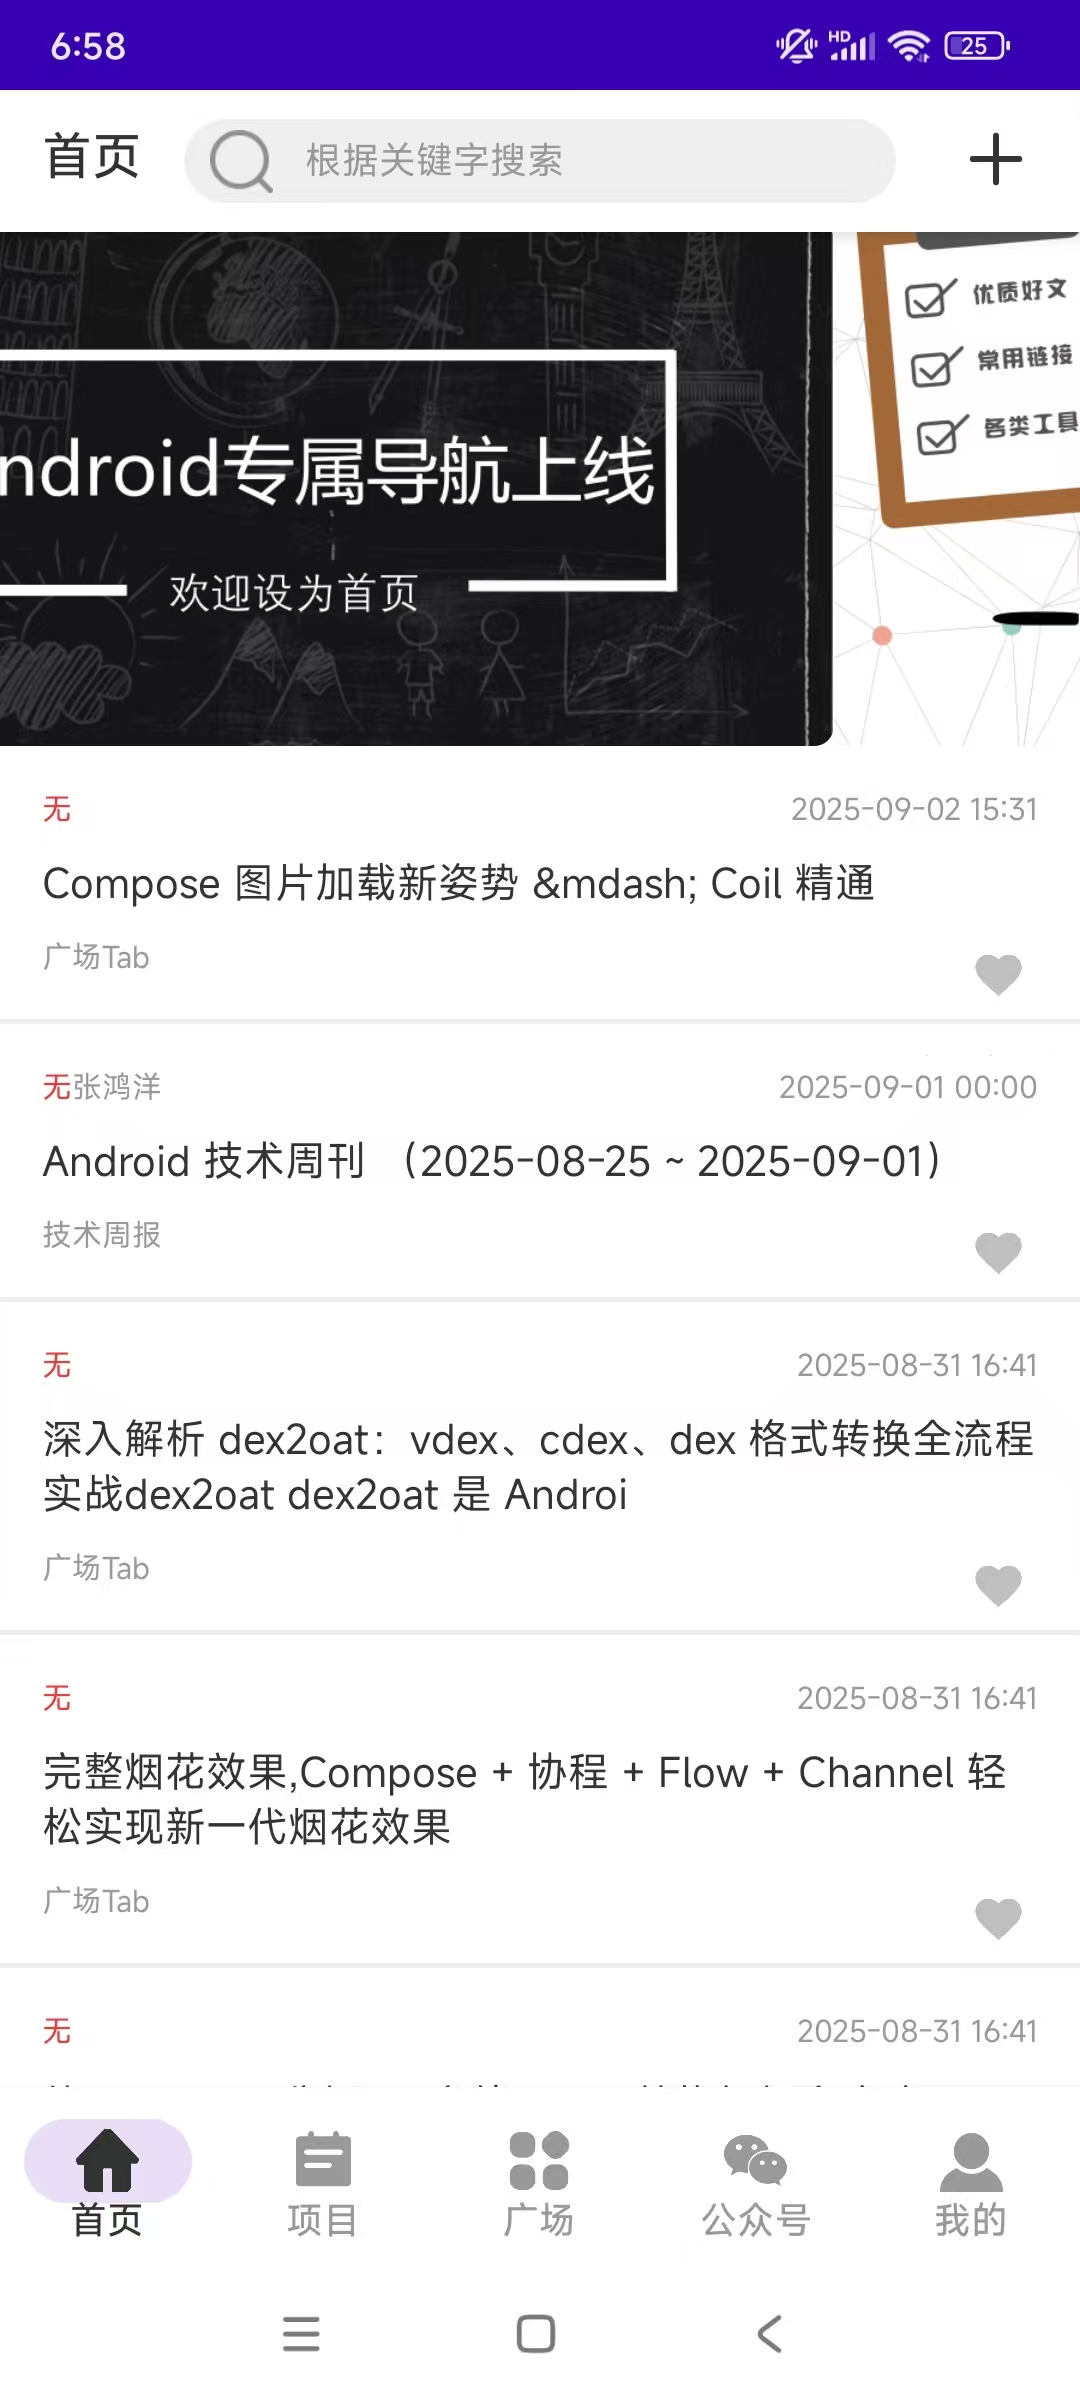 6:58
HD
25
首页
根据关键字搜索
优质好文
常用链接
各类工具
ndroid专属导航上线
欢迎设为首页
无
2025-09-02 15:31
Compose 图片加载新姿势 &mdash; Coil 精通
广场Tab
无张鸿洋
2025-09-01 00:00
Android 技术周刊 （2025-08-25 ~ 2025-09-01）
技术周报
无
2025-08-31 16:41
深入解析 dex2oat：vdex、cdex、dex 格式转换全流程
实战dex2oat dex2oat 是 Androi
广场Tab
无
2025-08-31 16:41
完整烟花效果,Compose + 协程 + Flow + Channel 轻
松实现新一代烟花效果
广场Tab
无
2025-08-31 16:41
首页
项目
广场
公众号
我的